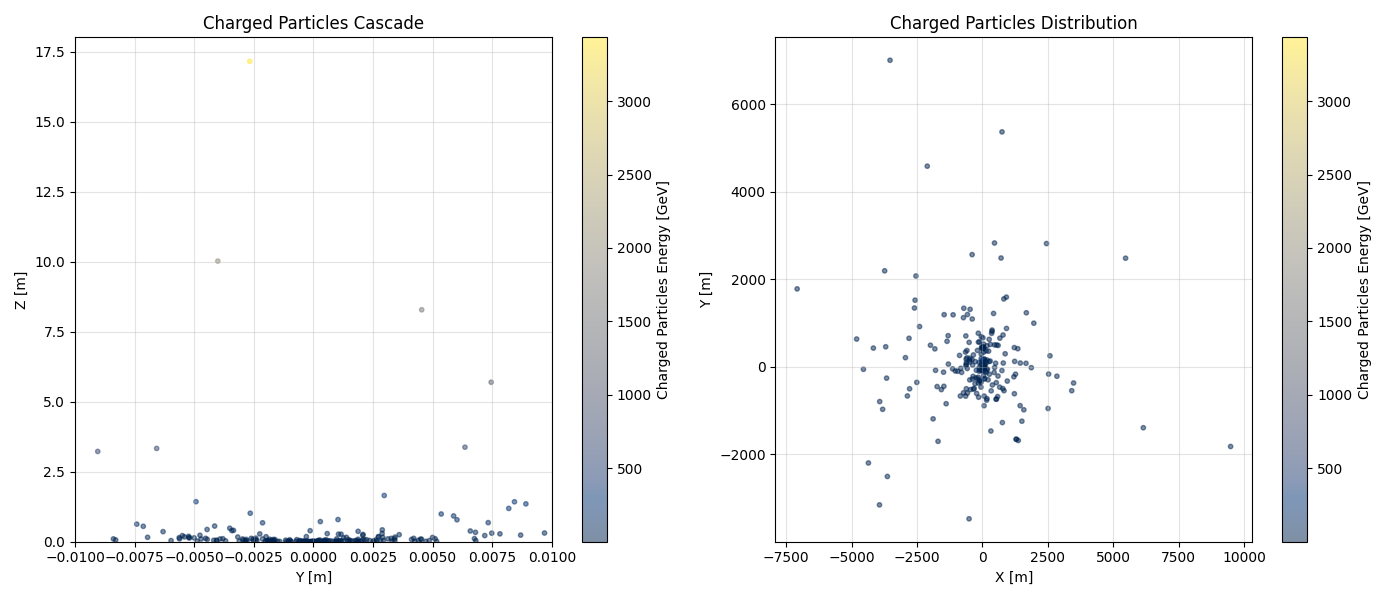 Charged Particles Cascade
17.5
15.0
12.5
10.0
7.5
5.0
2.5
0.0
Z [m]
−0.0100 −0.0075 −0.0050 −0.0025 0.0000 0.0025 0.0050 0.0075 0.0100
Y [m]
3000
2500
2000
1500
1000
500
Charged Particles Energy [GeV]
Charged Particles Distribution
6000
4000
2000
0
−2000
Y [m]
−7500 −5000 −2500 0 2500 5000 7500 10000
X [m]
3000
2500
2000
1500
1000
500
Charged Particles Energy [GeV]